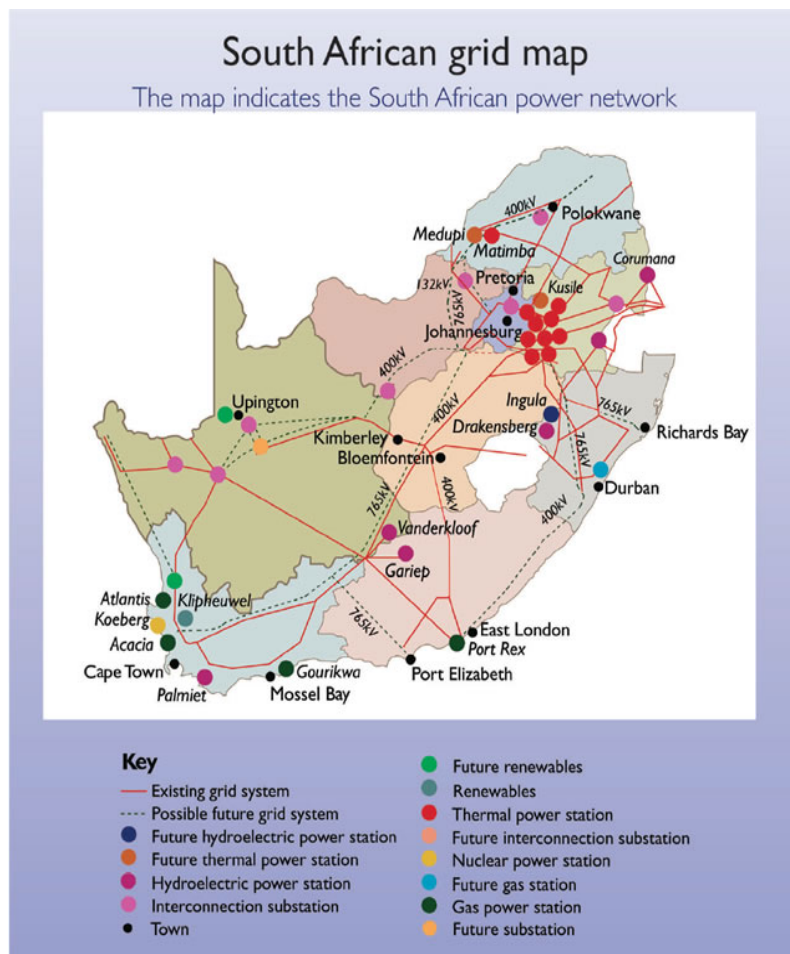 South African grid map
The map indicates the South African power network
400kV
Polokwane
Medupi
Matimba
Corumana
Pretoria
132kV
Kusile
765kV
Johannesburg
400kV
Ingula
765kV
Upington
400kV
Drakensberg
Richards Bay
Kimberley
Bloemfontein
765kV
765kV
400kV
Durban
400kV
Vanderkloof
Gariep
Atlantis
Klipheuwel
Koeberg
765kV
East London
Acacia
Port Rex
Cape Town
Gourikwa
Port Elizabeth
Palmiet
Mossel Bay
Key
Existing grid system
Possible future grid system
Future hydroelectric power station
Future thermal power station
Hydroelectric power station
Interconnection substation
Town
Future renewables
Renewables
Thermal power station
Future interconnection substation
Nuclear power station
Future gas station
Gas power station
Future substation